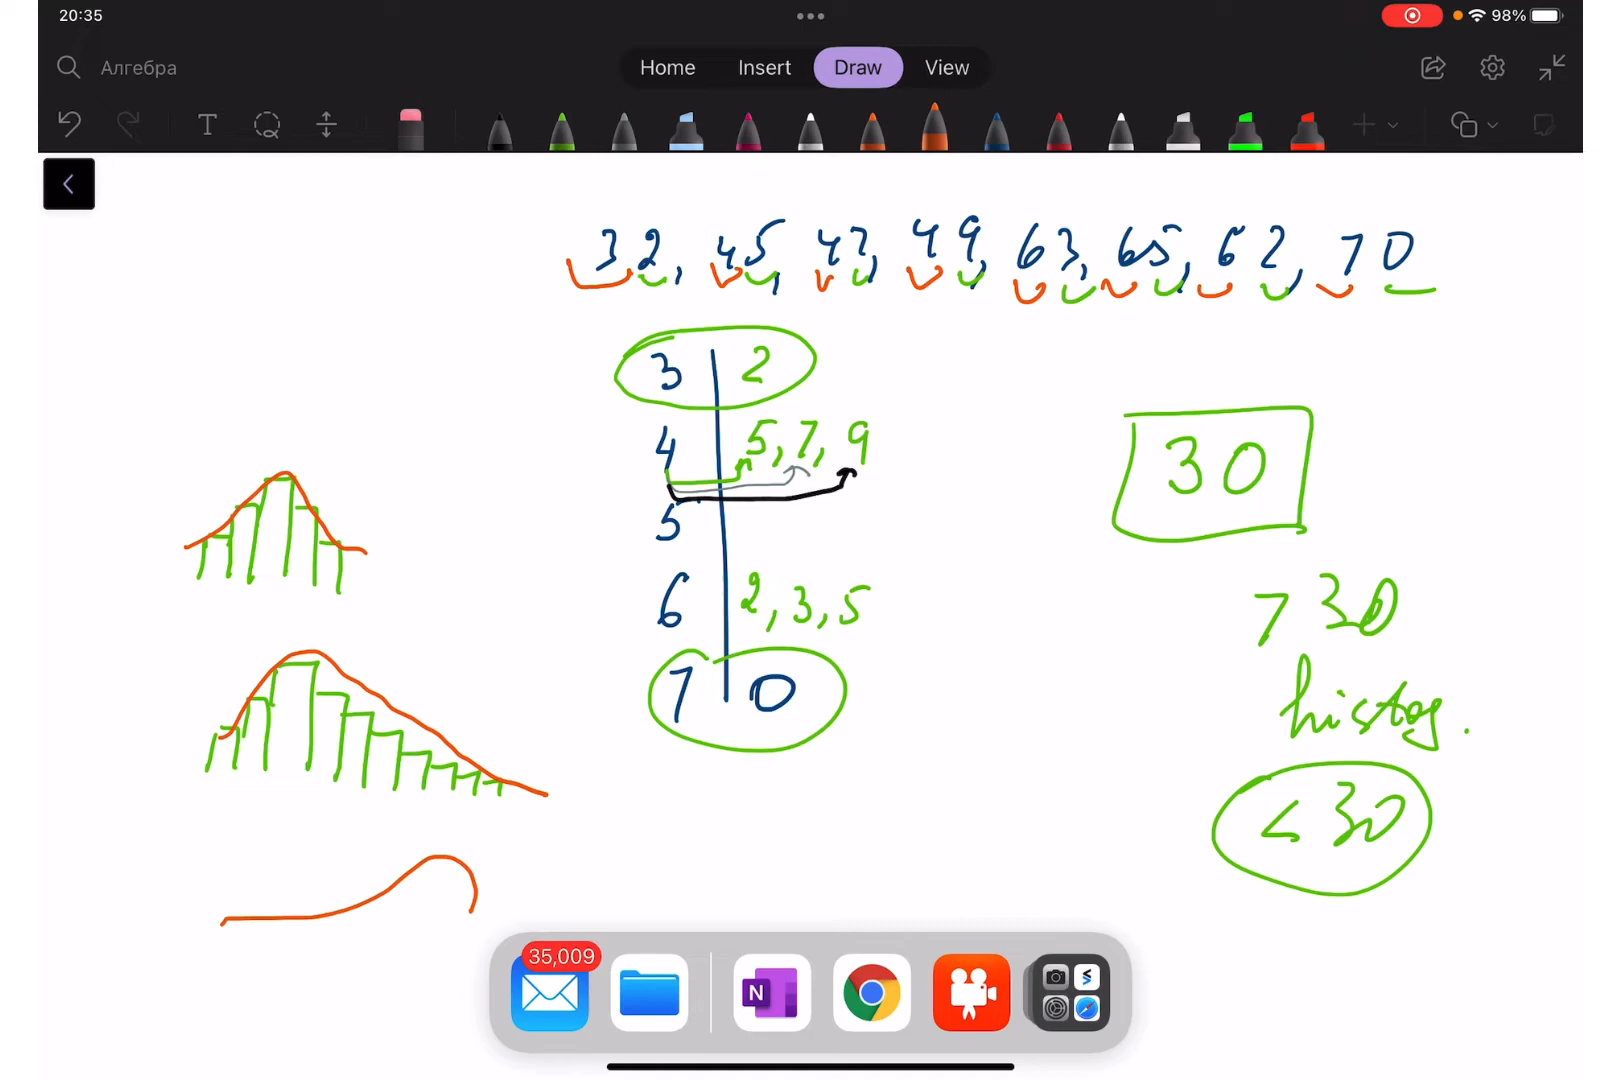 20:35
98%
Алгебра
Home Insert Draw View
32, 45, 47, 49, 63, 65, 62, 70
3 2
4 5, 7, 9
5
6 2, 3, 5
7 0
30
> 30
histog.
< 30
35,009
N